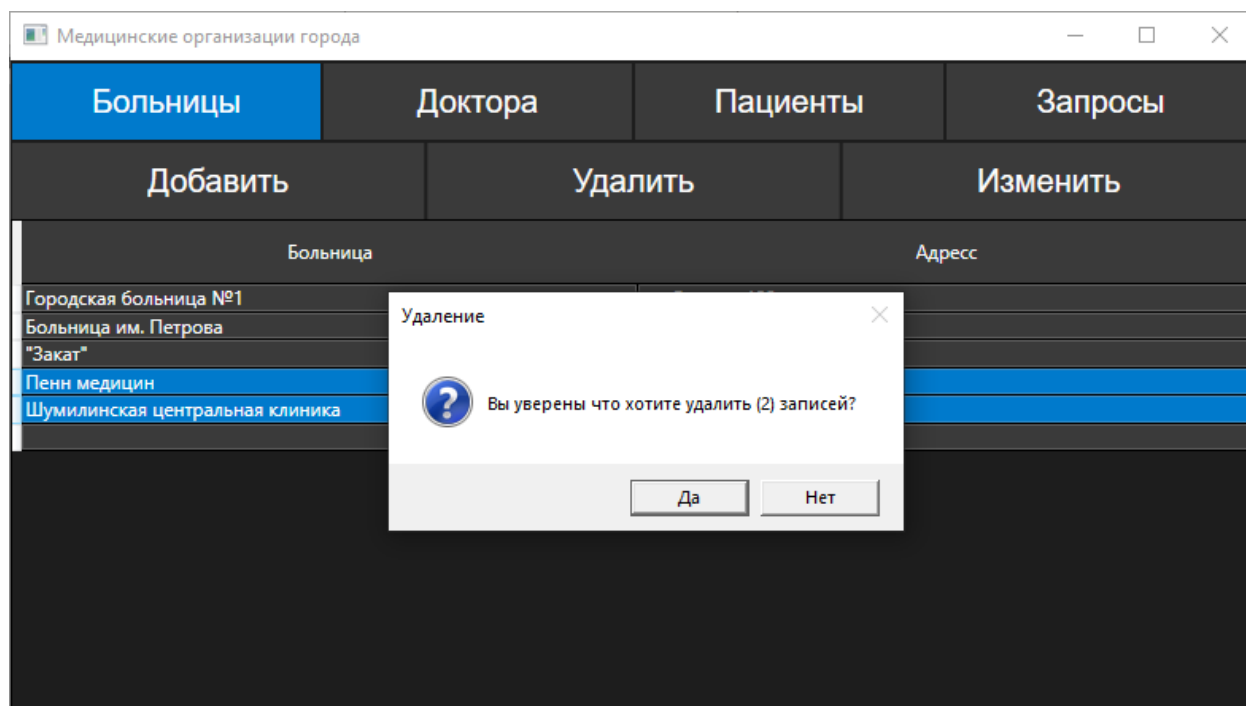 Медицинские организации города
Больницы Доктора Пациенты Запросы
Добавить Удалить Изменить
Больница Адресс
Городская больница №1
Больница им. Петрова
"Закат"
Пенн медицин
Шумилинская центральная клиника
Удаление
Вы уверены что хотите удалить (2) записей?
Да Нет